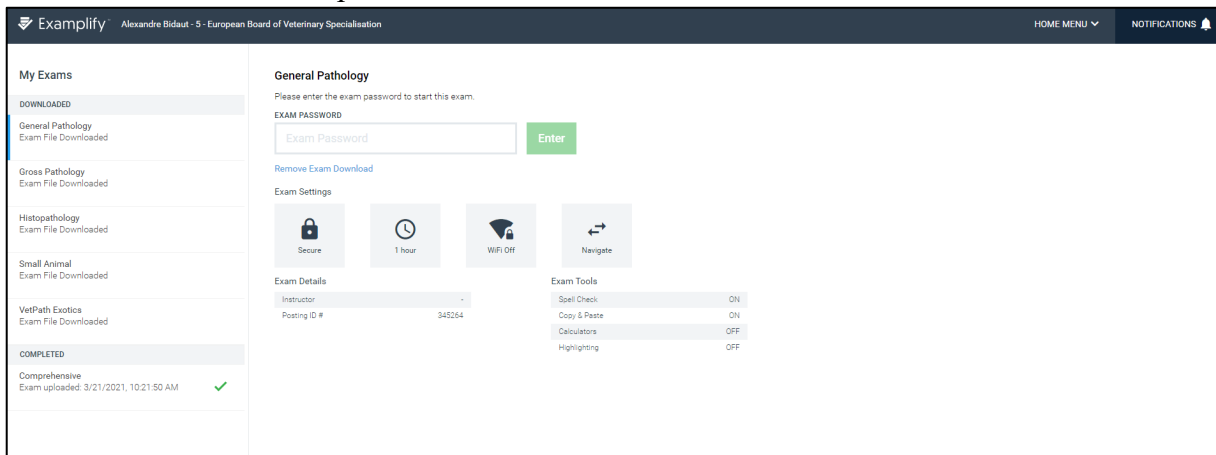 Examplify
Alexandre Bidaut - 5 - European Board of Veterinary Specialisation
HOME MENU
NOTIFICATIONS
My Exams
DOWNLOADED
General Pathology
Exam File Downloaded
Gross Pathology
Exam File Downloaded
Histopathology
Exam File Downloaded
Small Animal
Exam File Downloaded
VetPath Exotics
Exam File Downloaded
COMPLETED
Comprehensive
Exam uploaded: 3/21/2021, 10:21:50 AM
General Pathology
Please enter the exam password to start this exam.
EXAM PASSWORD
Exam Password
Enter
Remove Exam Download
Exam Settings
Secure
1 hour
WiFi Off
Navigate
Exam Details
Instructor -
Posting ID # 345264
Exam Tools
Spell Check ON
Copy & Paste ON
Calculators OFF
Highlighting OFF